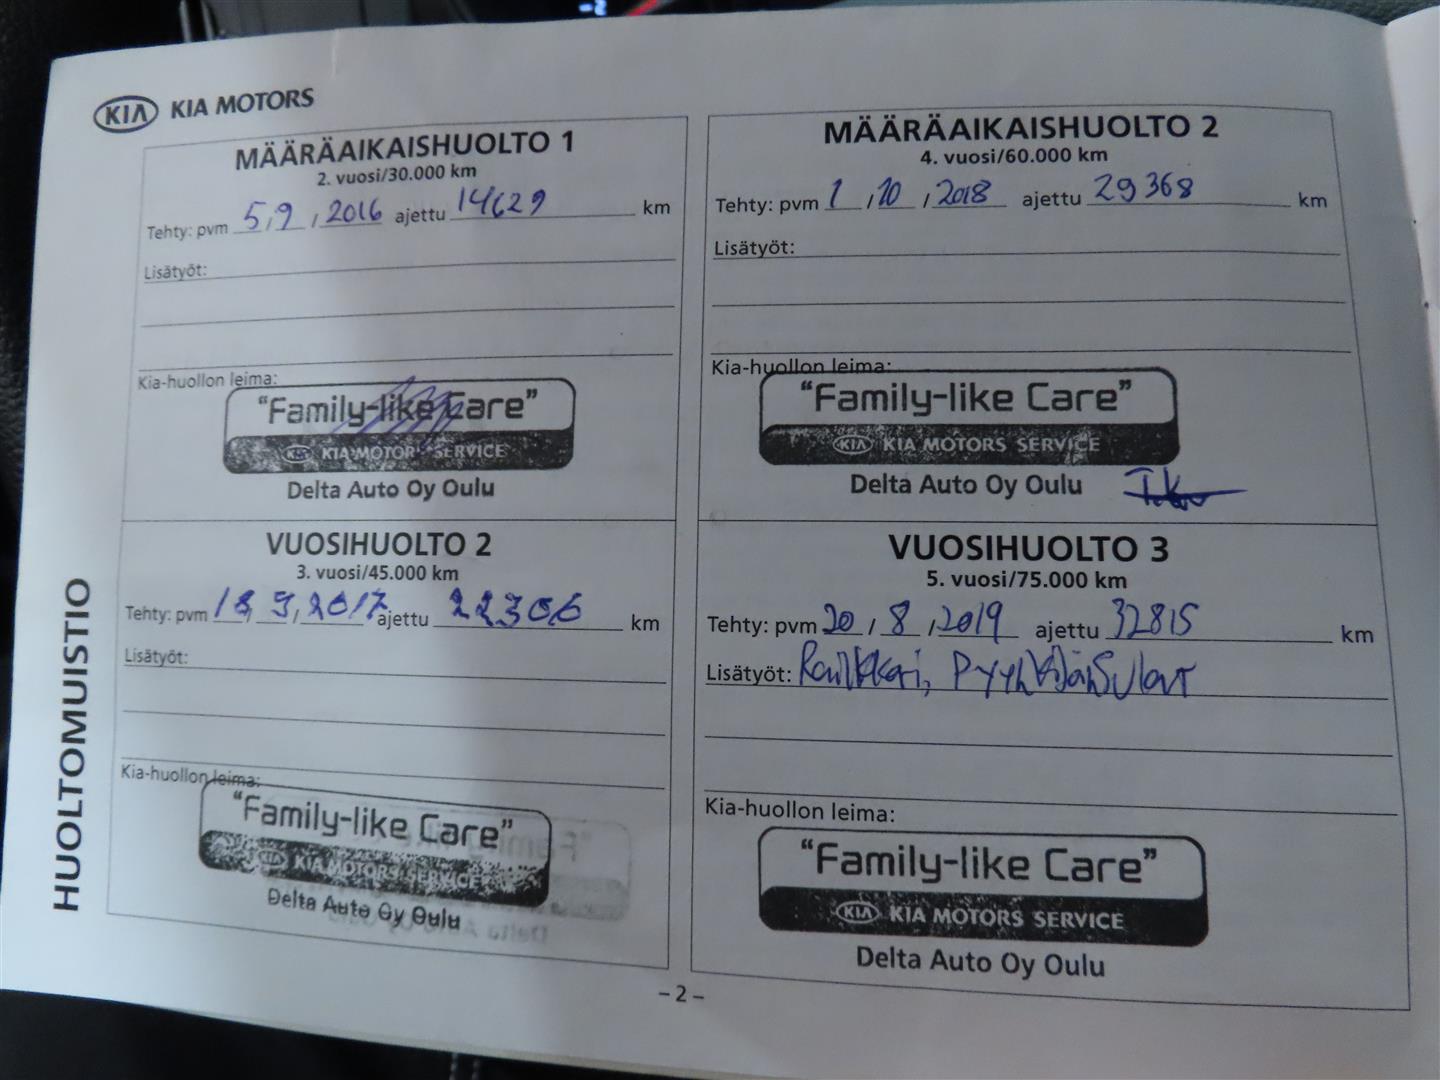 KIA KIA MOTORS
HUOLTOMUISTIO
MÄÄRÄAIKAISHUOLTO 1
2. vuosi/30.000 km
Tehty: pvm 5,9, 2016 ajettu 14629 km
Lisätyöt:
Kia-huollon leima:
"Family-like Care"
KIA KIA MOTORS SERVICE
Delta Auto Oy Oulu
MÄÄRÄAIKAISHUOLTO 2
4. vuosi/60.000 km
Tehty: pvm 1 / 10 / 2018 ajettu 29368 km
Lisätyöt:
Kia-huollon leima:
"Family-like Care"
KIA KIA MOTORS SERVICE
Delta Auto Oy Oulu
VUOSIHUOLTO 2
3. vuosi/45.000 km
Tehty: pvm 18, 9, 2017 ajettu 22306 km
Lisätyöt:
Kia-huollon leima:
"Family-like Care"
KIA KIA MOTORS SERVICE
Delta Auto Oy Oulu
VUOSIHUOLTO 3
5. vuosi/75.000 km
Tehty: pvm 20 / 8 / 2019 ajettu 32815 km
Lisätyöt:
Kia-huollon leima:
"Family-like Care"
KIA KIA MOTORS SERVICE
Delta Auto Oy Oulu
- 2 -